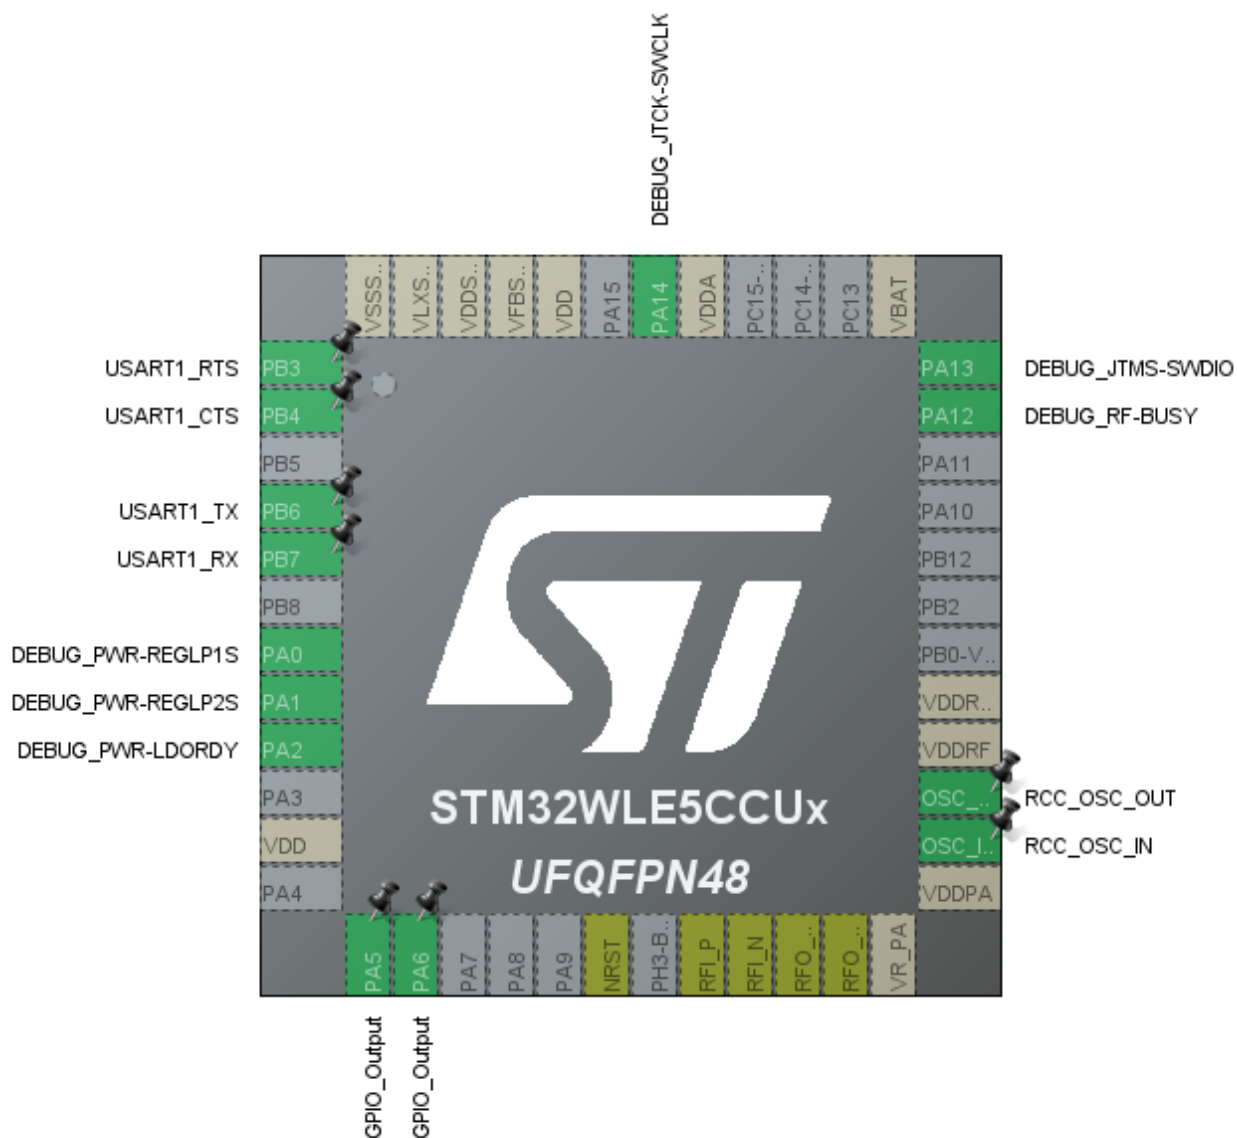 DEBUG_JTCK-SWCLK
VSSS..
VLXS..
VDDS..
VFBS..
VDD
PA15
PA14
VDDA
PC15-..
PC14-..
PC13
VBAT
USART1_RTS PB3
USART1_CTS PB4
PB5
USART1_TX PB6
USART1_RX PB7
PB8
DEBUG_PWR-REGLP1S PA0
DEBUG_PWR-REGLP2S PA1
DEBUG_PWR-LDORDY PA2
PA3
VDD
PA4
PA13 DEBUG_JTMS-SWDIO
PA12 DEBUG_RF-BUSY
PA11
PA10
PB12
PB2
PB0-V..
VDDR..
VDDRF
OSC_.. RCC_OSC_OUT
OSC_I.. RCC_OSC_IN
VDDPA
ST
STM32WLE5CCUx
UFQFPN48
PA5
PA6
PA7
PA8
PA9
NRST
PH3-B..
RFI_P
RFI_N
RFO_..
RFO_..
VR_PA
GPIO_Output
GPIO_Output